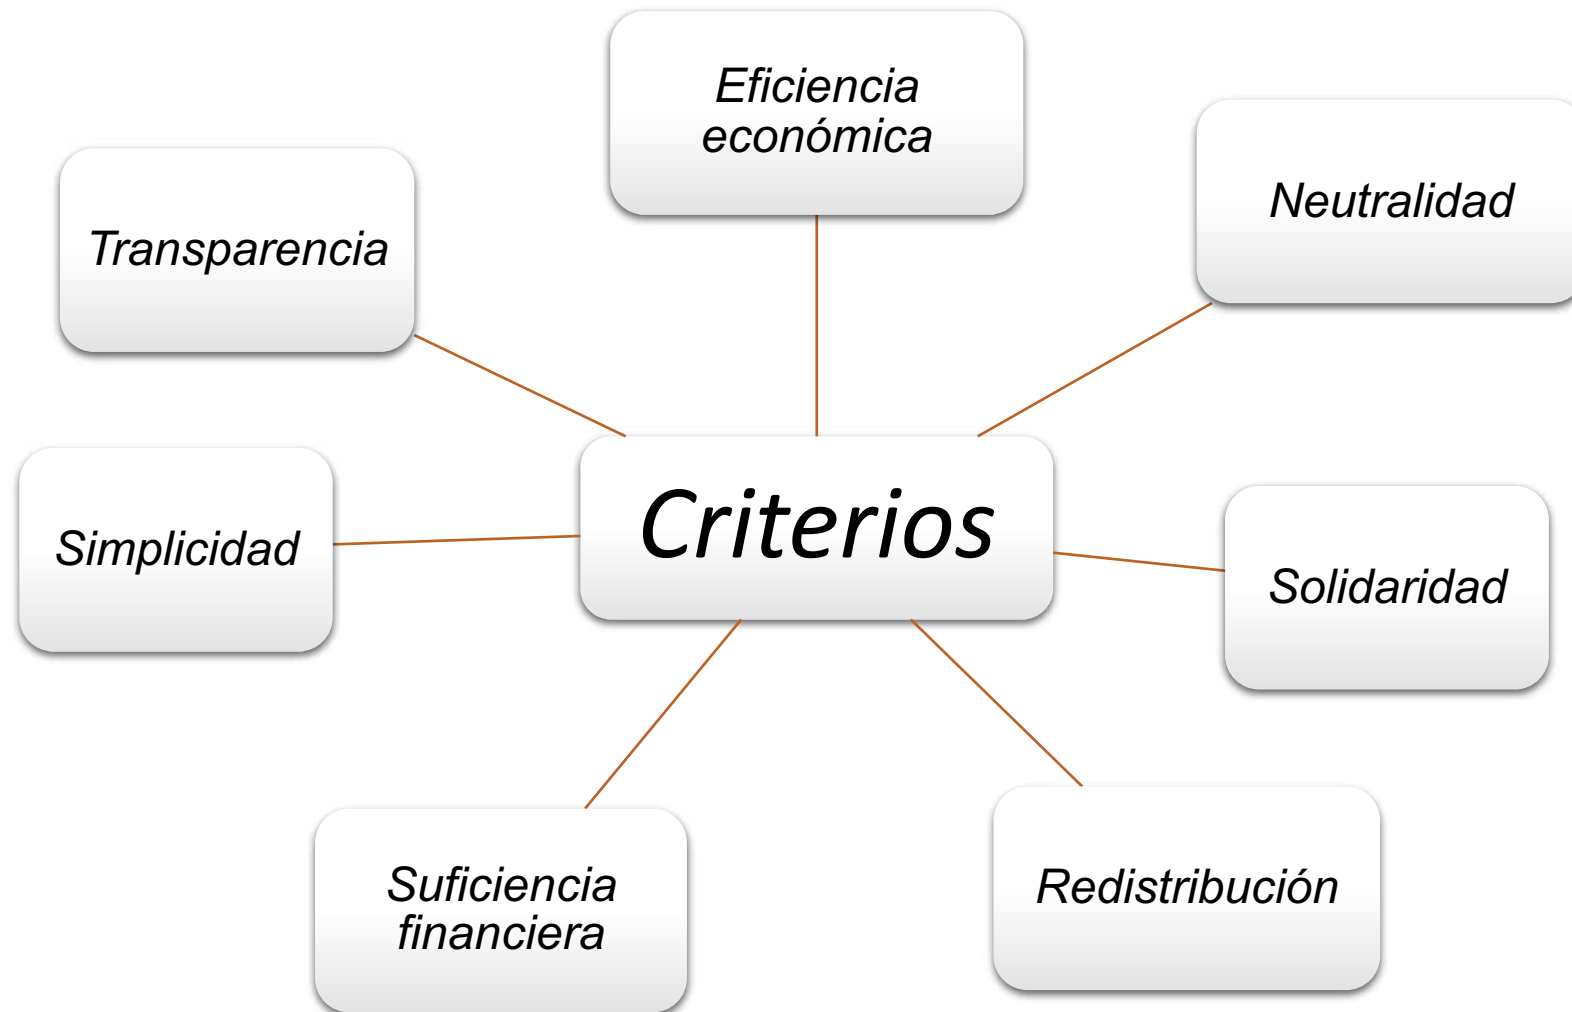 Eficiencia
económica
Neutralidad
Transparencia
Criterios
Simplicidad
Solidaridad
Suficiencia
financiera
Redistribución